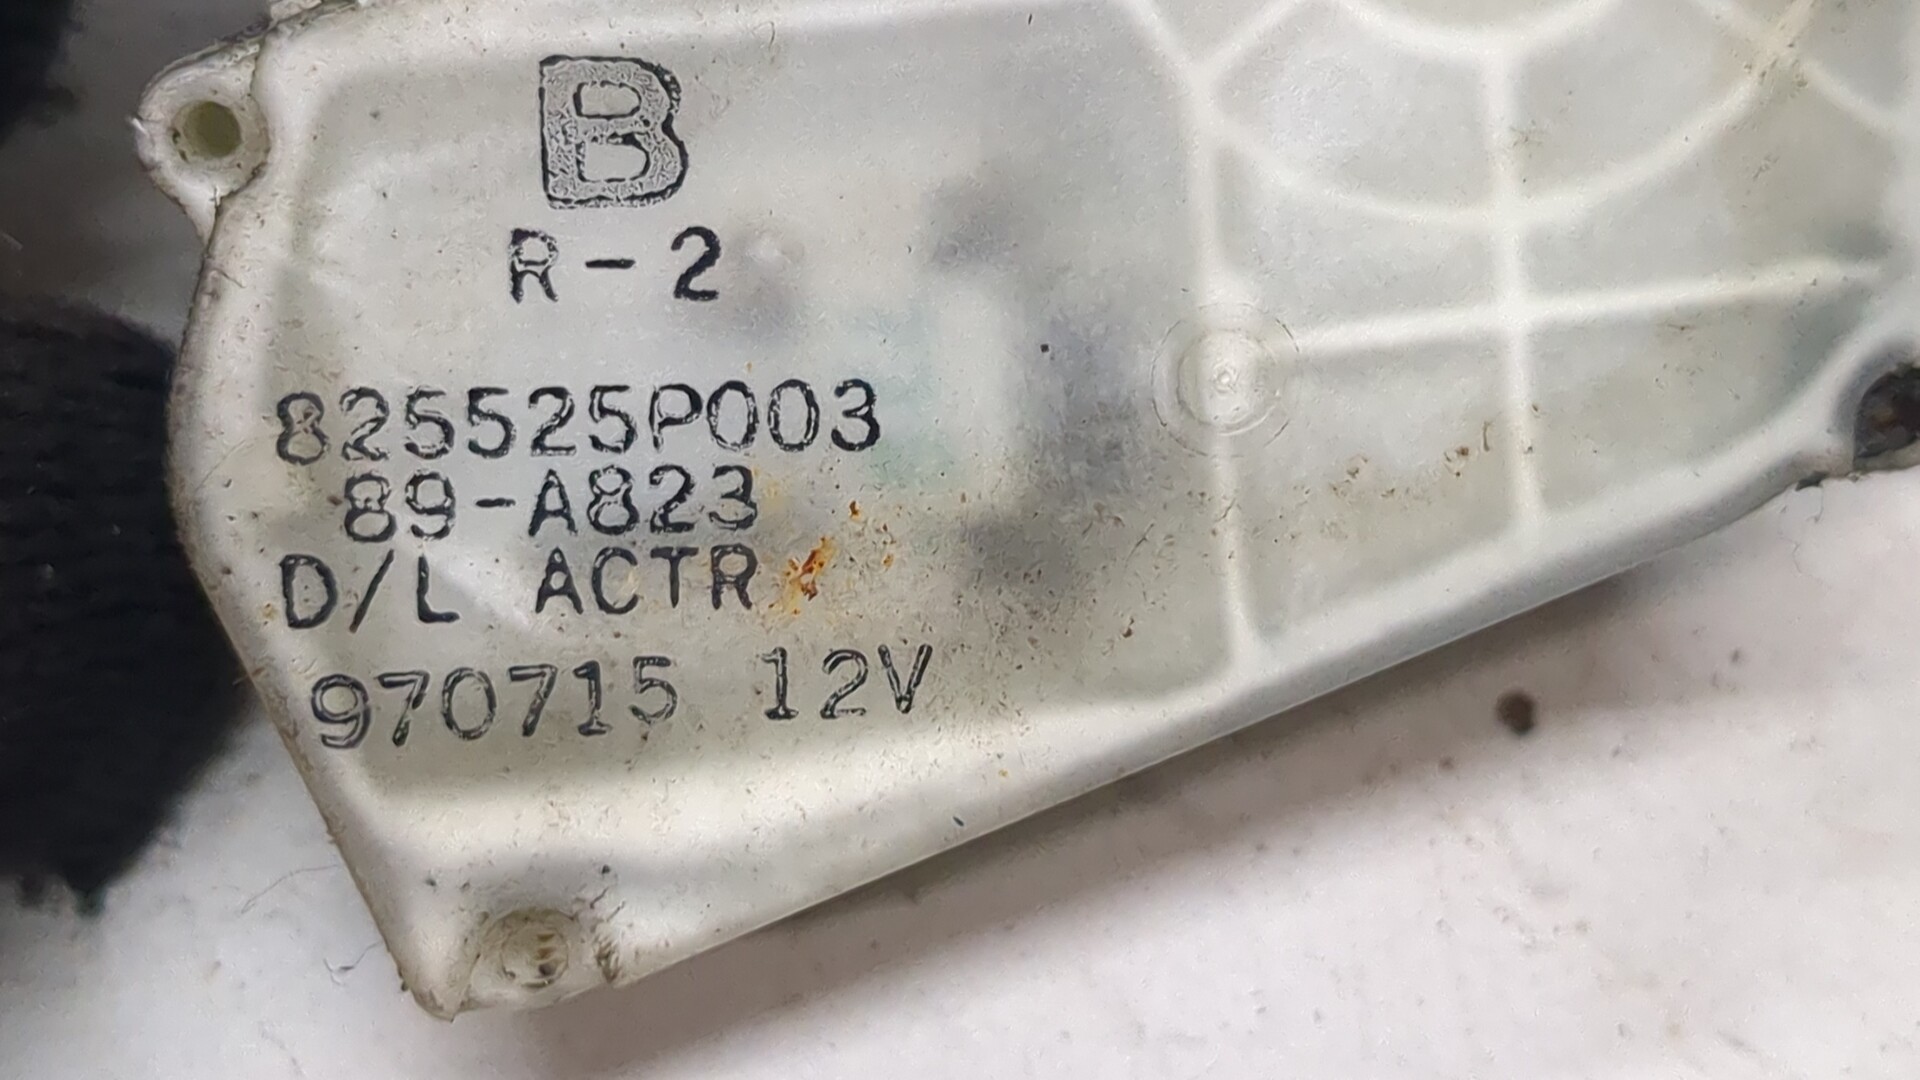 B
R-2
825525P003
89-A823
D/L ACTR
970715 12V